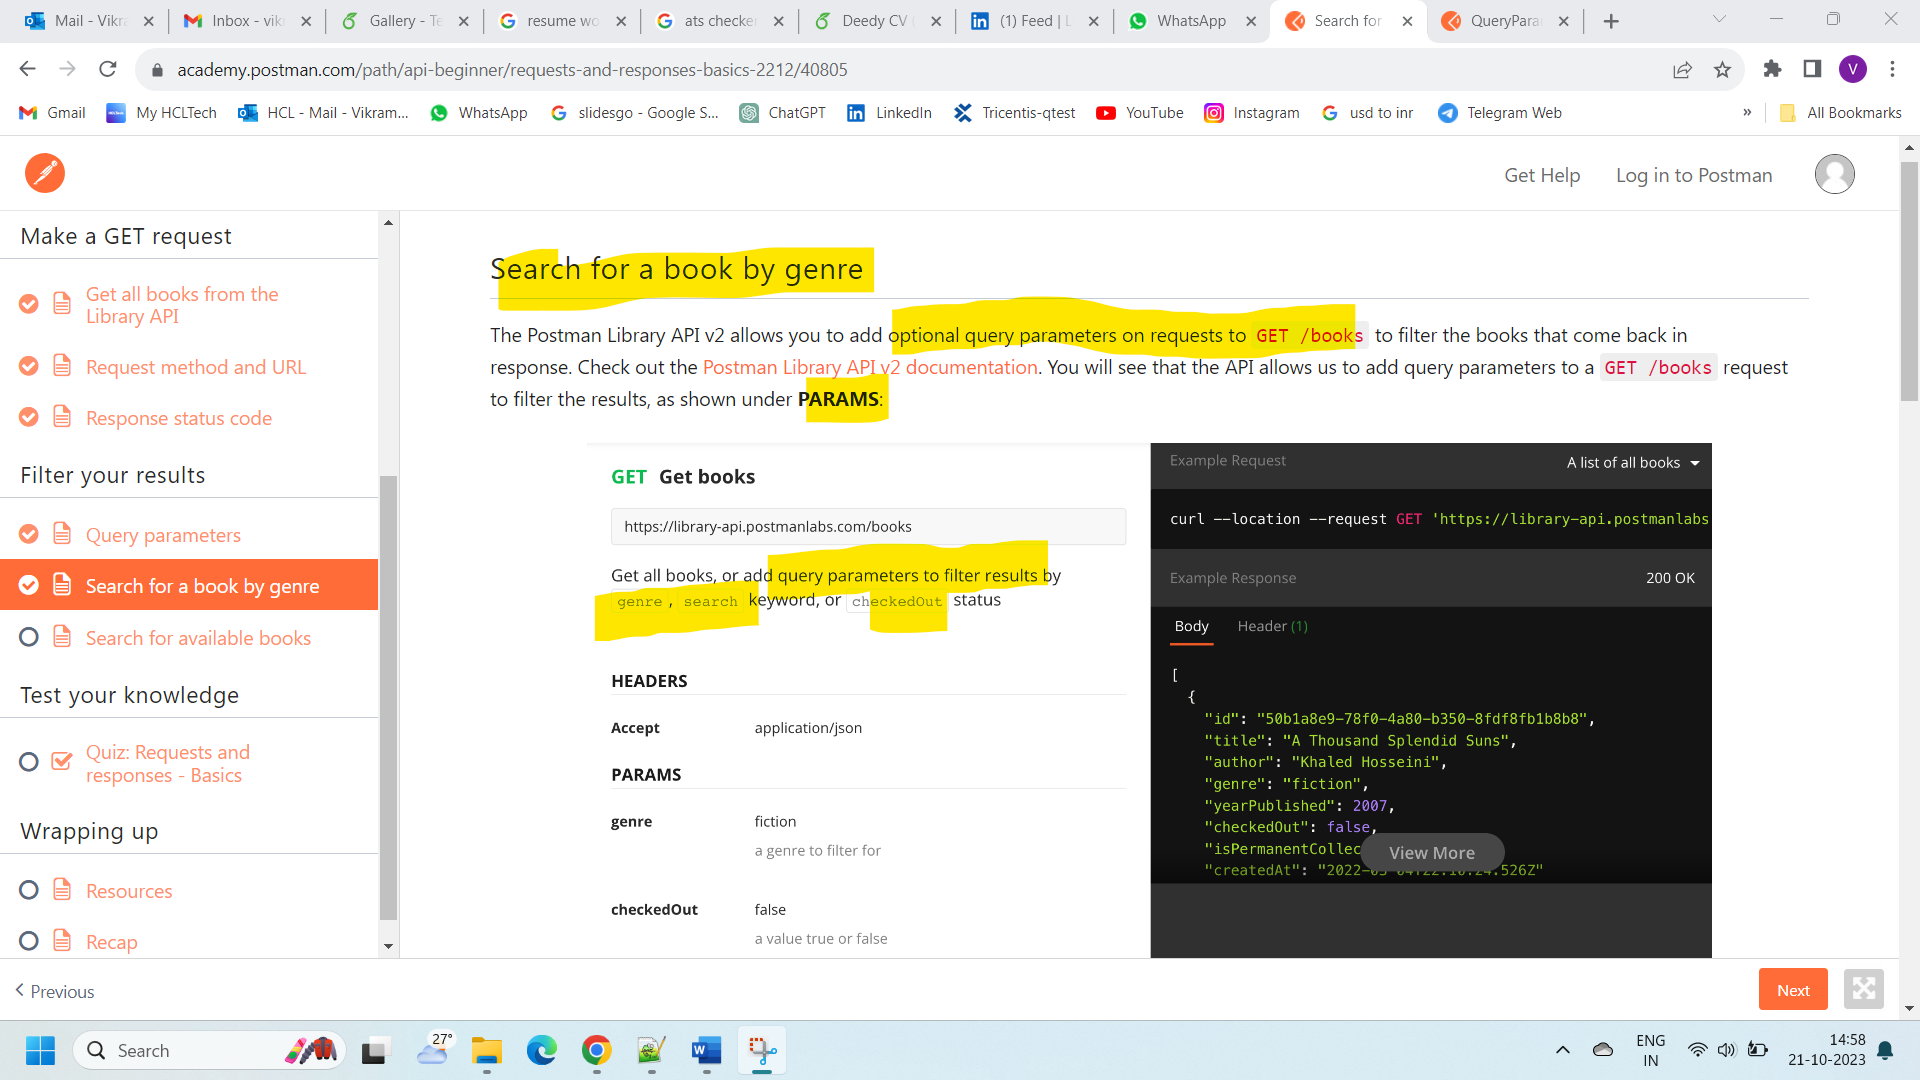 Mail - Vikra
Inbox - vik
Gallery - Te
resume wo
ats checke
Deedy CV
(1) Feed | L
WhatsApp
Search for
QueryPara
academy.postman.com/path/api-beginner/requests-and-responses-basics-2212/40805
V
Gmail
My HCLTech
HCL - Mail - Vikram...
WhatsApp
slidesgo - Google S...
ChatGPT
LinkedIn
Tricentis-qtest
YouTube
Instagram
usd to inr
Telegram Web
»
All Bookmarks
Get Help
Log in to Postman
Make a GET request
Get all books from the
Library API
Request method and URL
Response status code
Filter your results
Query parameters
Search for a book by genre
Search for available books
Test your knowledge
Quiz: Requests and
responses - Basics
Wrapping up
Resources
Recap
Search for a book by genre
The Postman Library API v2 allows you to add optional query parameters on requests to GET /books to filter the books that come back in
response. Check out the Postman Library API v2 documentation. You will see that the API allows us to add query parameters to a GET /books request
to filter the results, as shown under PARAMS:
GET Get books
https://library-api.postmanlabs.com/books
Get all books, or add query parameters to filter results by
genre , search keyword, or checkedOut status
HEADERS
Accept application/json
PARAMS
genre fiction
a genre to filter for
checkedOut false
a value true or false
Example Request
A list of all books
curl --location --request GET 'https://library-api.postmanlabs
Example Response
200 OK
Body Header (1)
[
{
"id": "50b1a8e9-78f0-4a80-b350-8fdf8fb1b8b8",
"title": "A Thousand Splendid Suns",
"author": "Khaled Hosseini",
"genre": "fiction",
"yearPublished": 2007,
"checkedOut": false,
"isPermanentCollec
View More
"createdAt":
Previous
Next
Search
27°
ENG
IN
14:58
21-10-2023